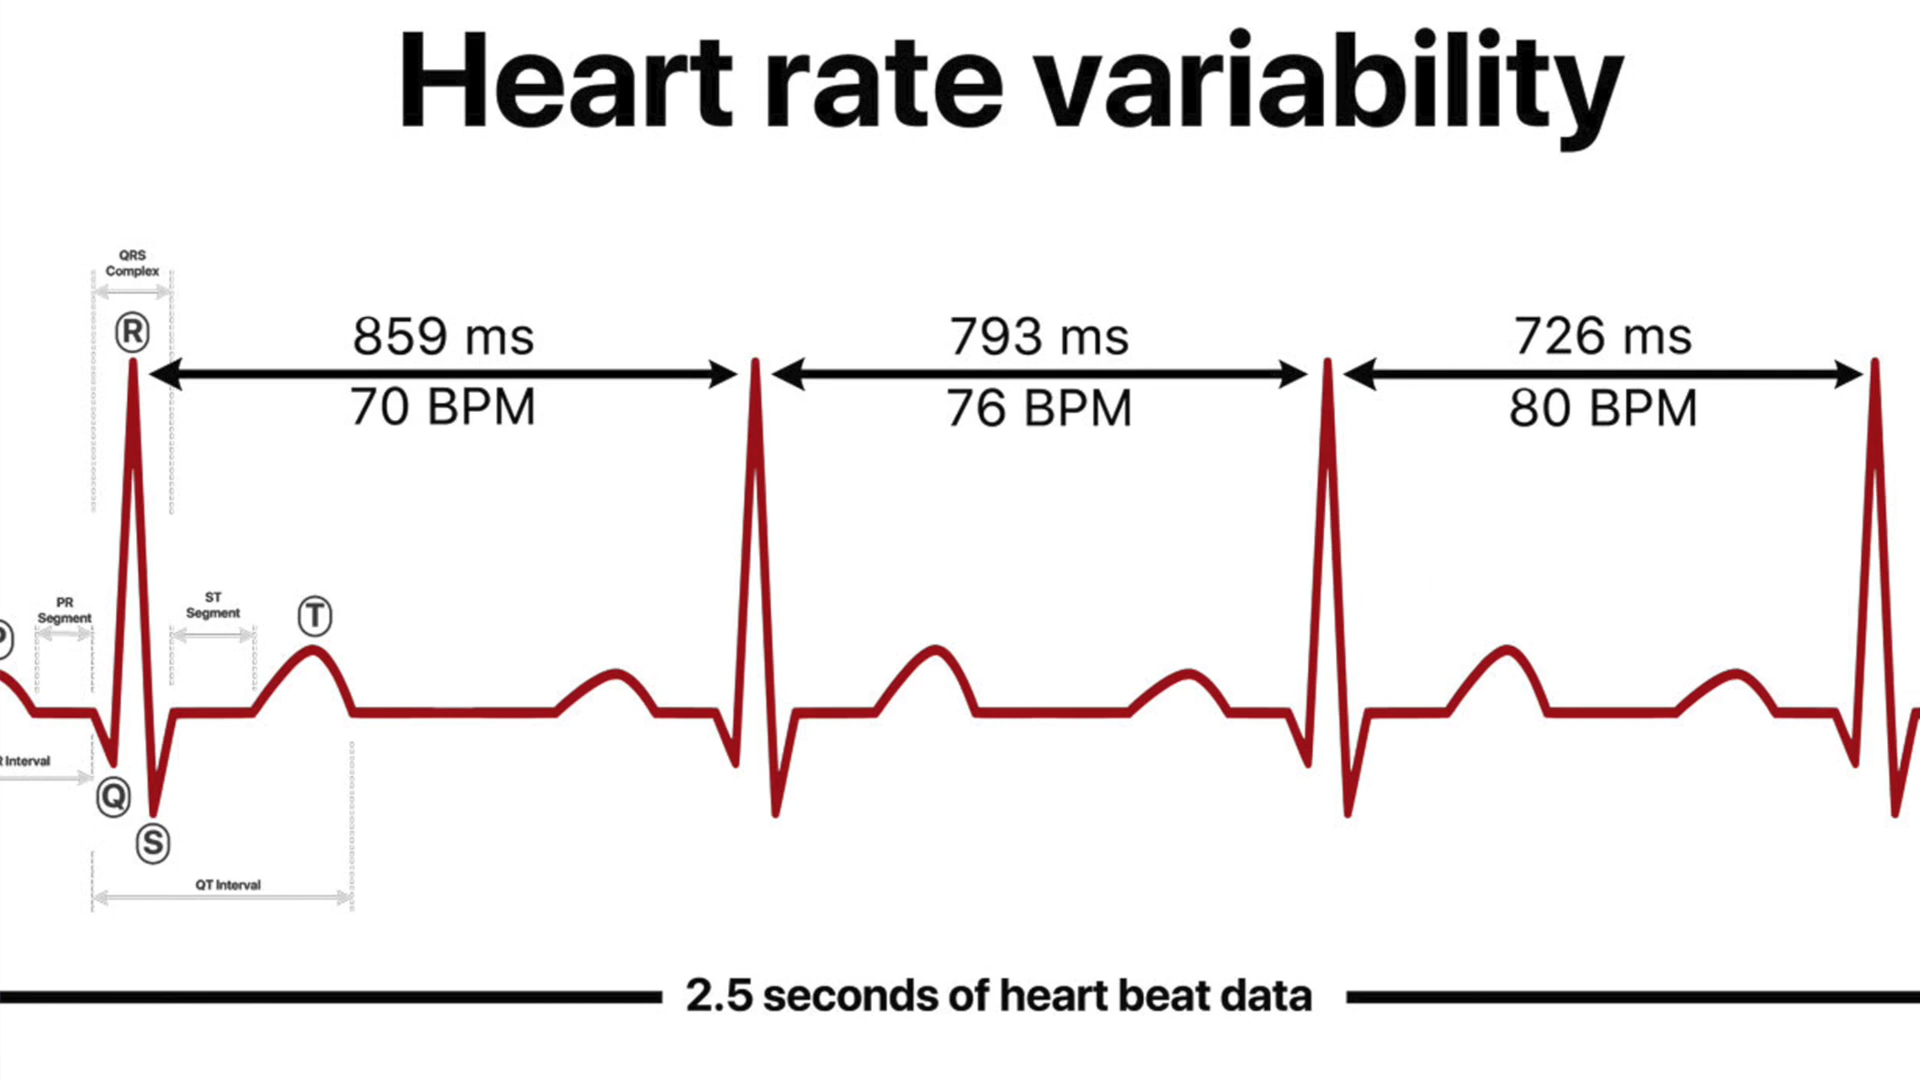 Heart rate variability
QRS
Complex
R
859 ms
70 BPM
793 ms
76 BPM
726 ms
80 BPM
PR
Segment
ST
Segment
T
P
Interval
Q
S
QT Interval
2.5 seconds of heart beat data